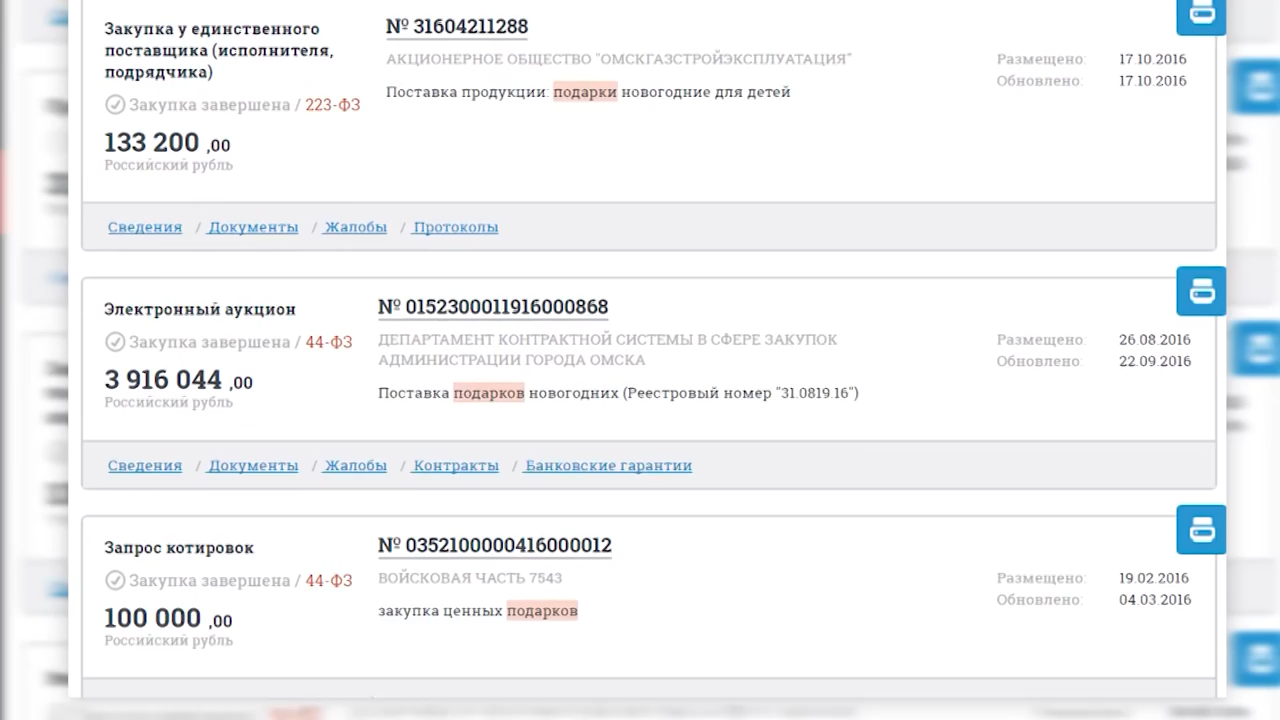 Закупка у единственного
поставщика (исполнителя,
подрядчика)
Закупка завершена / 223-ФЗ
133 200 ,00
Российский рубль
№ 31604211288
АКЦИОНЕРНОЕ ОБЩЕСТВО "ОМСКГАЗСТРОЙЭКСПЛУАТАЦИЯ"
Поставка продукции: подарки новогодние для детей
Размещено: 17.10.2016
Обновлено: 17.10.2016
Сведения / Документы / Жалобы / Протоколы
Электронный аукцион
Закупка завершена / 44-ФЗ
3 916 044 ,00
Российский рубль
№ 0152300011916000868
ДЕПАРТАМЕНТ КОНТРАКТНОЙ СИСТЕМЫ В СФЕРЕ ЗАКУПОК
АДМИНИСТРАЦИИ ГОРОДА ОМСКА
Поставка подарков новогодних (Реестровый номер "31.0819.16")
Размещено: 26.08.2016
Обновлено: 22.09.2016
Сведения / Документы / Жалобы / Контракты / Банковские гарантии
Запрос котировок
Закупка завершена / 44-ФЗ
100 000 ,00
Российский рубль
№ 0352100000416000012
ВОЙСКОВАЯ ЧАСТЬ 7543
закупка ценных подарков
Размещено: 19.02.2016
Обновлено: 04.03.2016